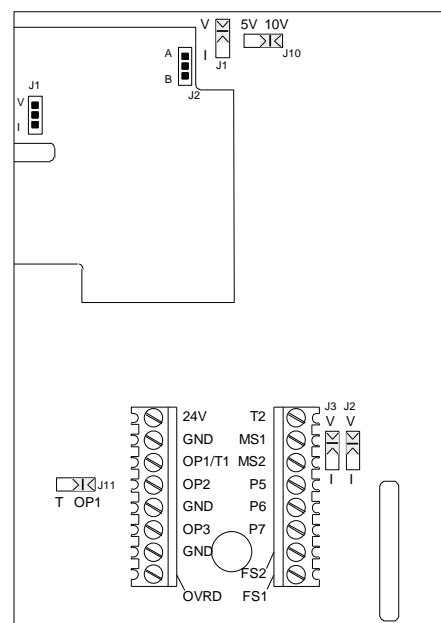 V
5V 10V
I
J1
J10
A
B
J2
J1
V
I
J3 J2
24V T2 V V
GND MS1
OP1/T1 MS2
OP2 P5 I I
J11
T OP1
GND P6
OP3 P7
GND
FS2
OVRD FS1